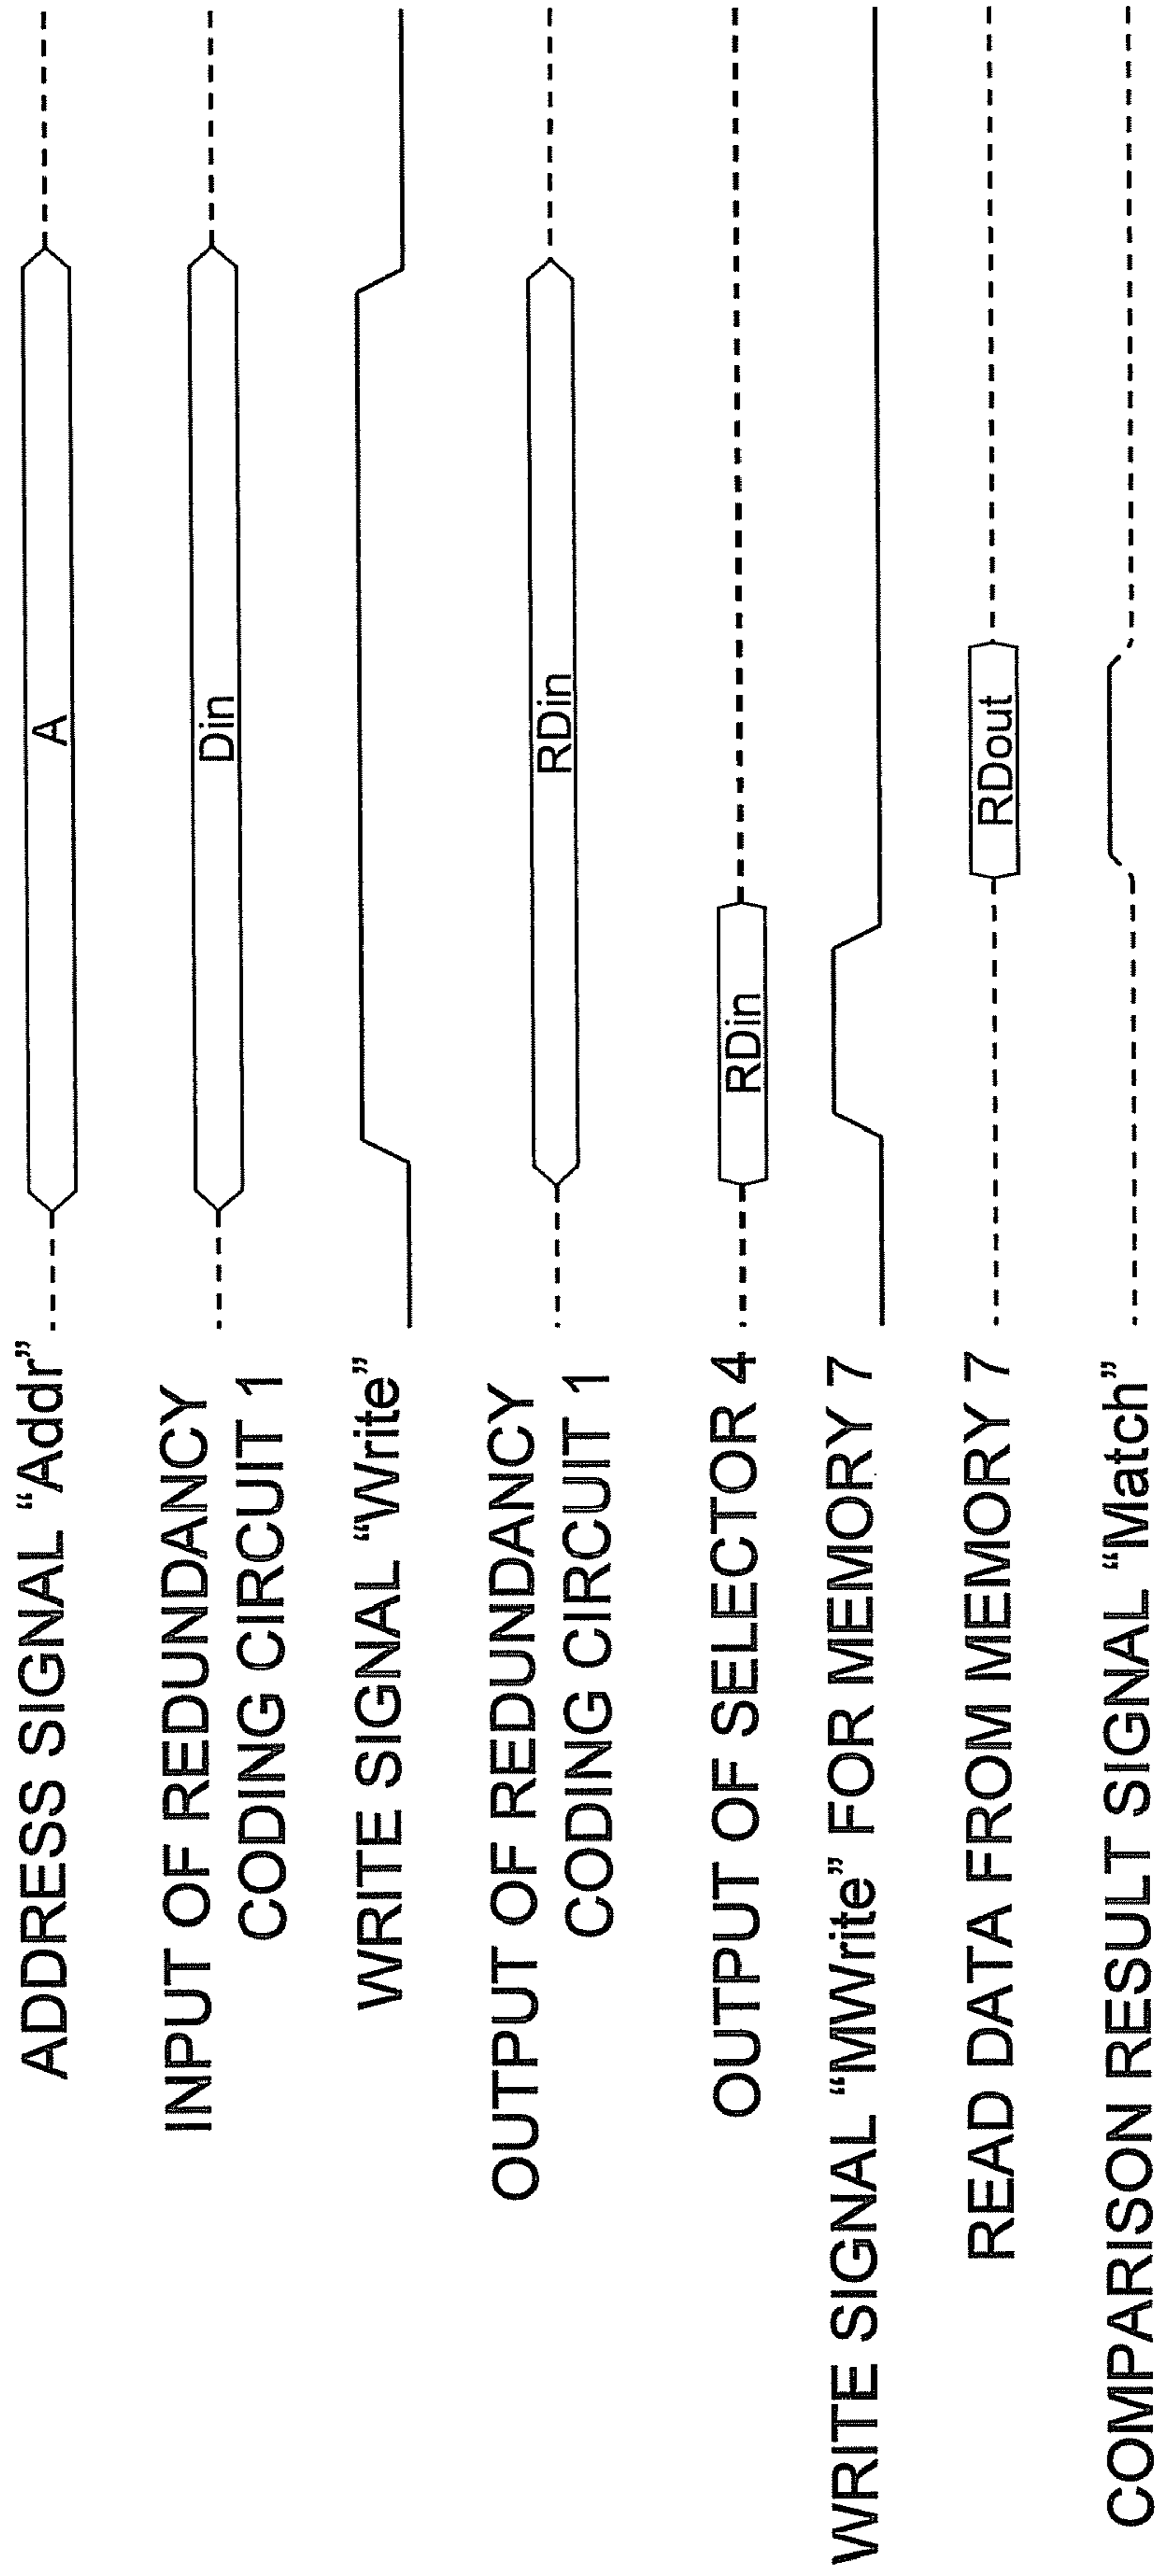 ADDRESS SIGNAL “Addr”
A
INPUT OF REDUNDANCY
CODING CIRCUIT 1
Din
WRITE SIGNAL “Write”
OUTPUT OF REDUNDANCY
CODING CIRCUIT 1
RDin
OUTPUT OF SELECTOR 4
RDin
WRITE SIGNAL “MWrite” FOR MEMORY 7
READ DATA FROM MEMORY 7
RDout
COMPARISON RESULT SIGNAL “Match”